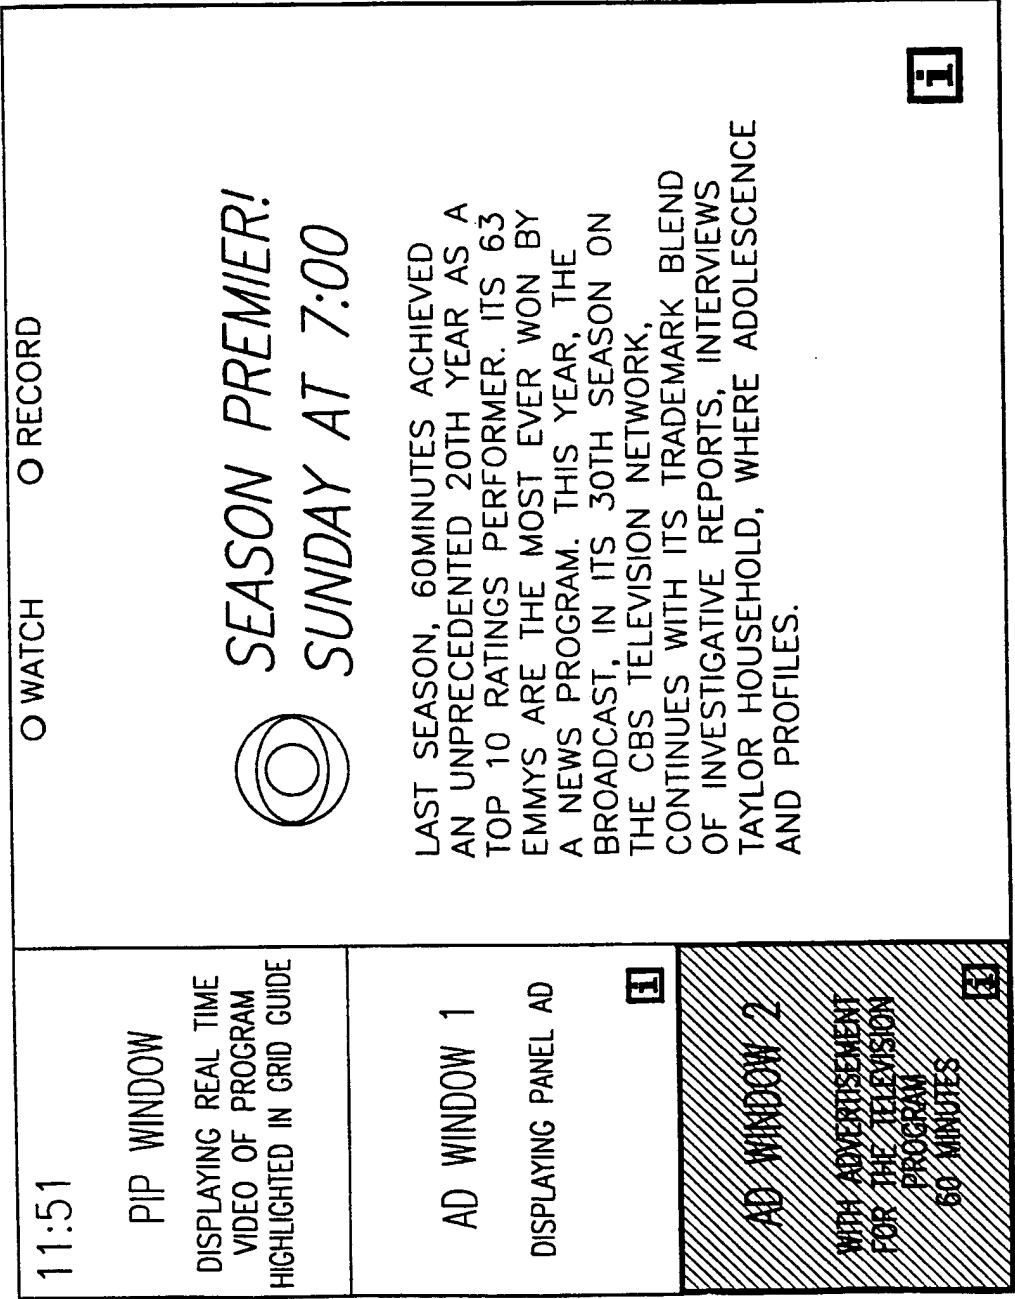 11:51
PIP WINDOW
DISPLAYING REAL TIME
VIDEO OF PROGRAM
HIGHLIGHTED IN GRID GUIDE
AD WINDOW 1
DISPLAYING PANEL AD
i
AD WINDOW 2
WITH ADVERTISEMENT
FOR THE TELEVISION
PROGRAM
60 MINUTES
i
O WATCH O RECORD
SEASON PREMIER!
SUNDAY AT 7:00
LAST SEASON, 60MINUTES ACHIEVED
AN UNPRECEDENTED 20TH YEAR AS A
TOP 10 RATINGS PERFORMER. ITS 63
EMMYS ARE THE MOST EVER WON BY
A NEWS PROGRAM. THIS YEAR, THE
BROADCAST, IN ITS 30TH SEASON ON
THE CBS TELEVISION NETWORK,
CONTINUES WITH ITS TRADEMARK BLEND
OF INVESTIGATIVE REPORTS, INTERVIEWS
TAYLOR HOUSEHOLD, WHERE ADOLESCENCE
AND PROFILES.
i